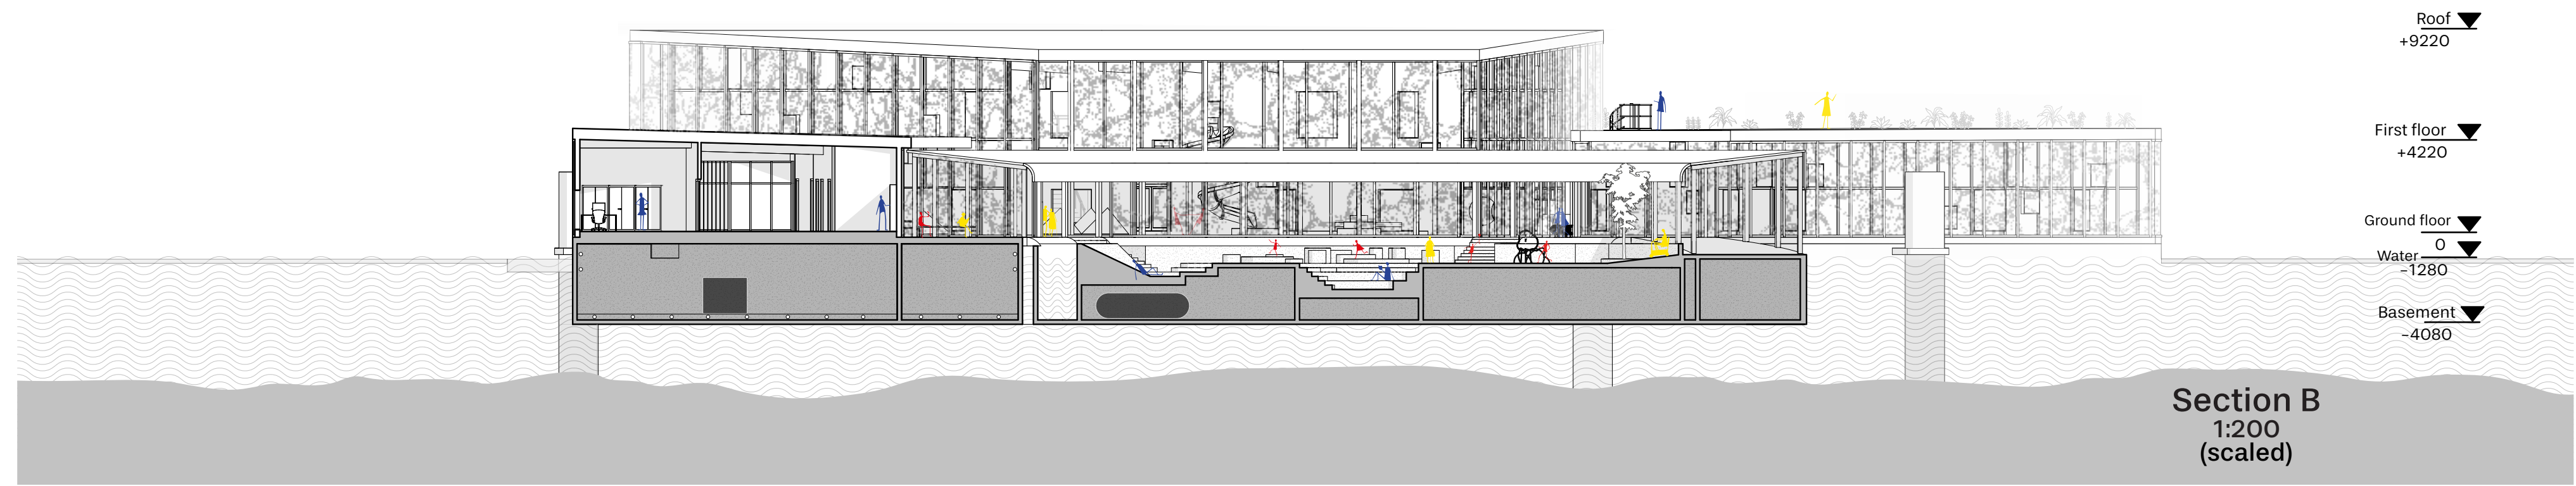 Roof
+9220
First floor
+4220
Ground floor
0
Water
-1280
Basement
-4080
Section B
1:200
(scaled)